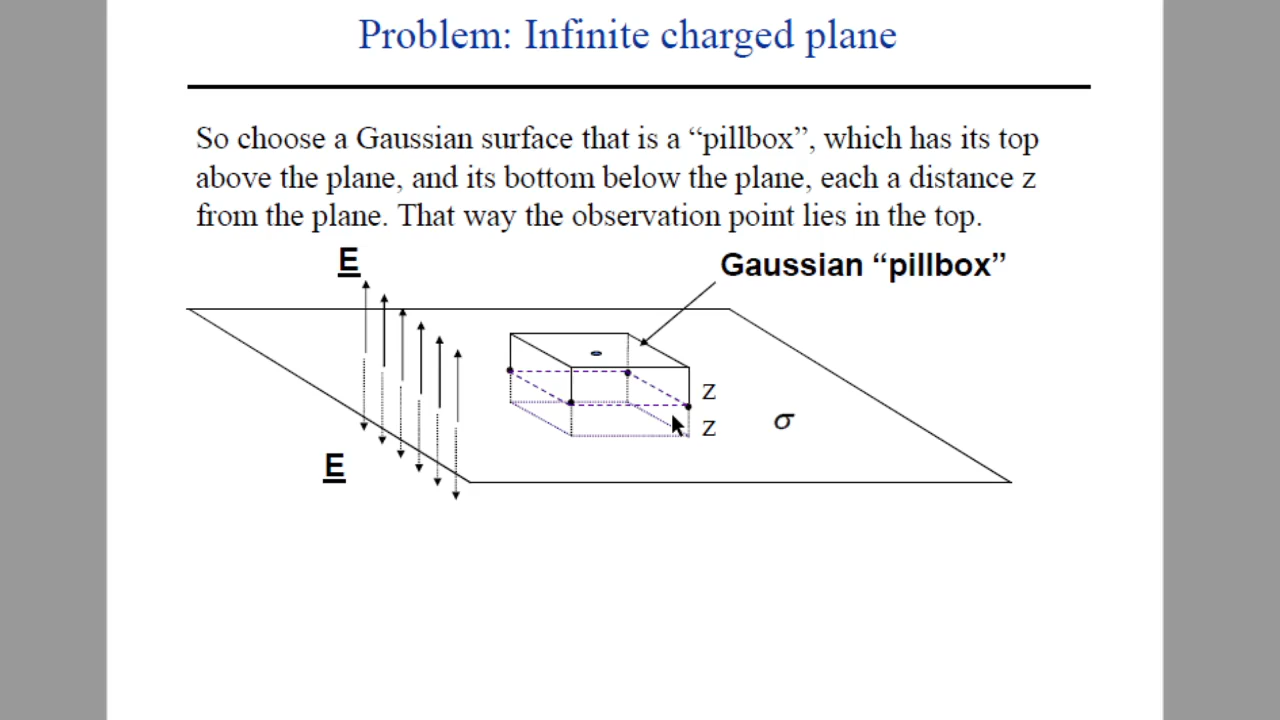 Problem: Infinite charged plane
So choose a Gaussian surface that is a “pillbox”, which has its top
above the plane, and its bottom below the plane, each a distance z
from the plane. That way the observation point lies in the top.
E
Gaussian “pillbox”
z
z
σ
E